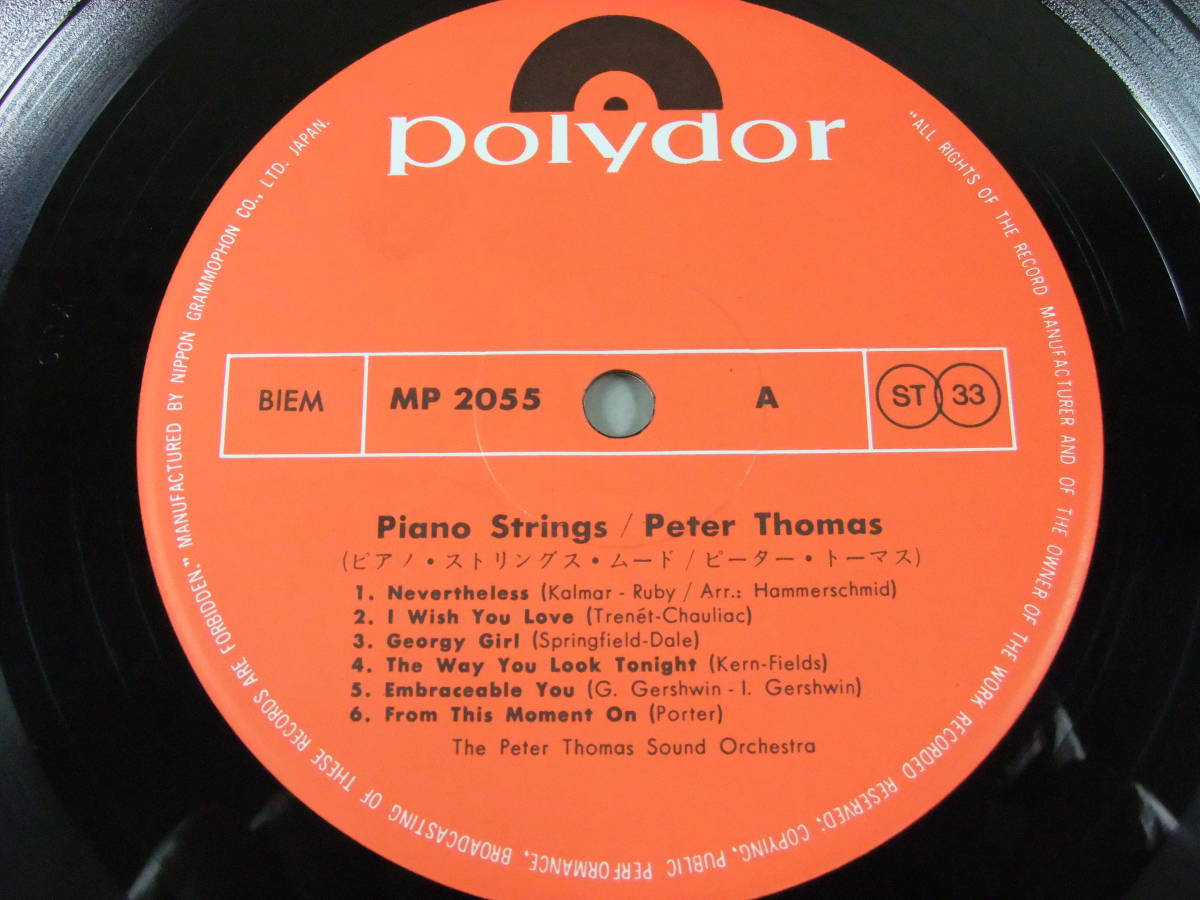 polydor
BIEM
MP 2055
A
ST 33
Piano Strings / Peter Thomas
(ピアノ・ストリングス・ムード/ピーター・トーマス)
1. Nevertheless (Kalmar - Ruby / Arr.: Hammerschmid)
2. I Wish You Love (Trenét-Chauliac)
3. Georgy Girl (Springfield-Dale)
4. The Way You Look Tonight (Kern-Fields)
5. Embraceable You (G. Gershwin - I. Gershwin)
6. From This Moment On (Porter)
The Peter Thomas Sound Orchestra
"ALL RIGHTS OF THE RECORD MANUFACTURER AND OF THE OWNER OF THE WORK RECORDED RESERVED; COPYING, PUBLIC PERFORMANCE, BROADCASTING OF THESE RECORDS ARE FORBIDDEN." MANUFACTURED BY NIPPON GRAMMOPHON CO., LTD. JAPAN.